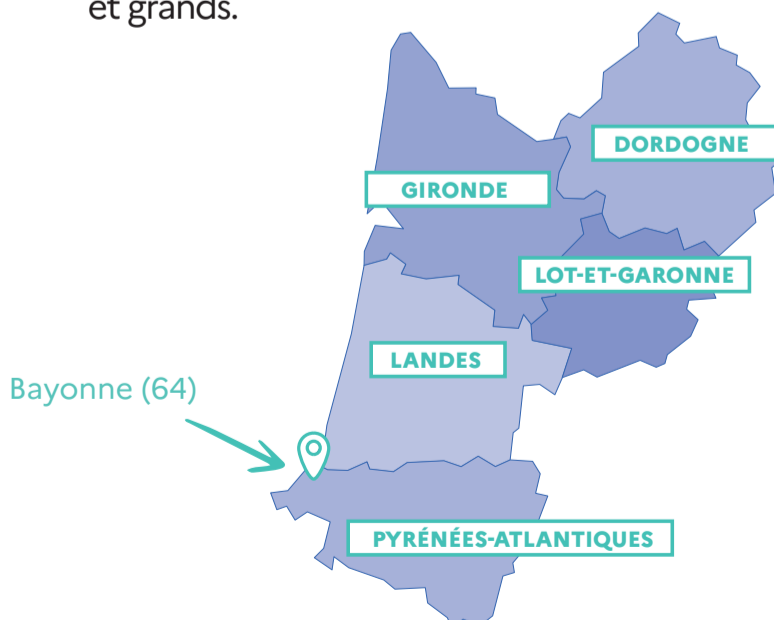 et grands.
DORDOGNE
GIRONDE
LOT-ET-GARONNE
LANDES
Bayonne (64)
PYRÉNÉES-ATLANTIQUES